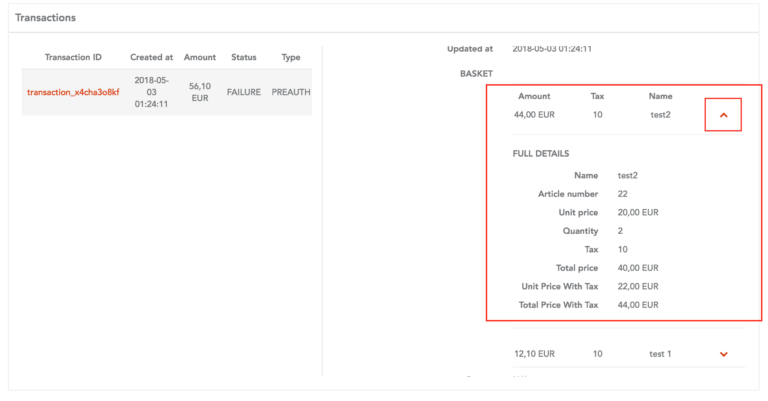 Transactions
Transaction ID Created at Amount Status Type
transaction_x4cha3o8kf 2018-05-03 01:24:11 56,10 EUR FAILURE PREAUTH
Updated at 2018-05-03 01:24:11
BASKET
Amount Tax Name
44,00 EUR 10 test2
FULL DETAILS
Name test2
Article number 22
Unit price 20,00 EUR
Quantity 2
Tax 10
Total price 40,00 EUR
Unit Price With Tax 22,00 EUR
Total Price With Tax 44,00 EUR
12,10 EUR 10 test 1